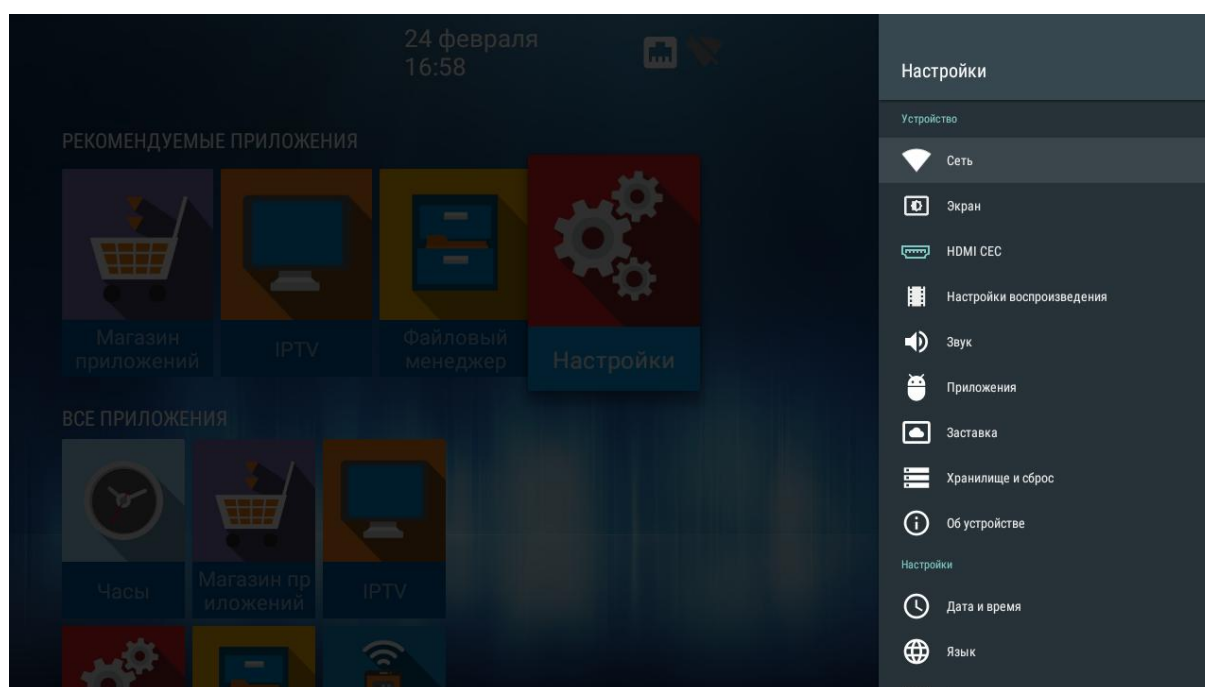 24 февраля
16:58
РЕКОМЕНДУЕМЫЕ ПРИЛОЖЕНИЯ
Магазин
приложений
IPTV
Файловый
менеджер
Настройки
ВСЕ ПРИЛОЖЕНИЯ
Часы
Магазин пр
иложений
IPTV
Настройки
Устройство
Сеть
Экран
HDMI CEC
Настройки воспроизведения
Звук
Приложения
Заставка
Хранилище и сброс
Об устройстве
Настройки
Дата и время
Язык